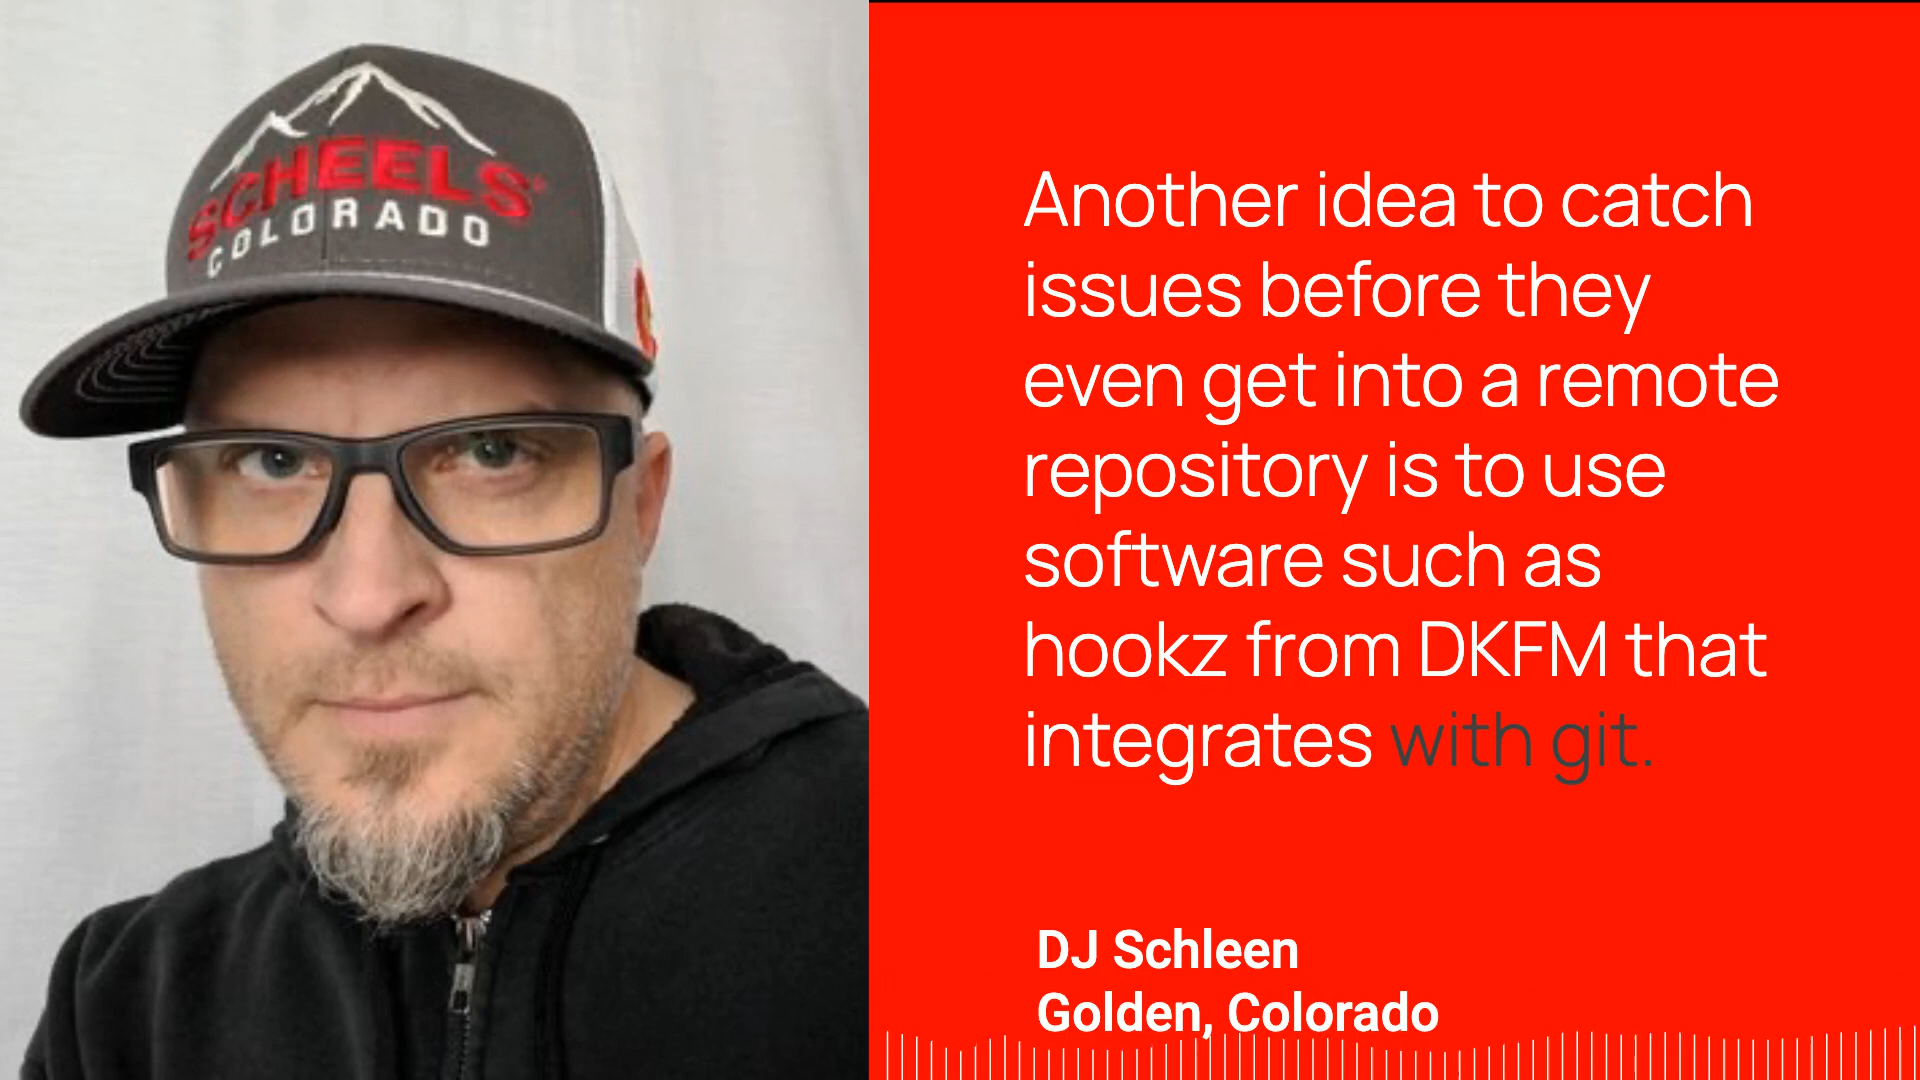 SCHEELS
COLORADO
Another idea to catch
issues before they
even get into a remote
repository is to use
software such as
hookz from DKFM that
integrates with git.
DJ Schleen
Golden, Colorado